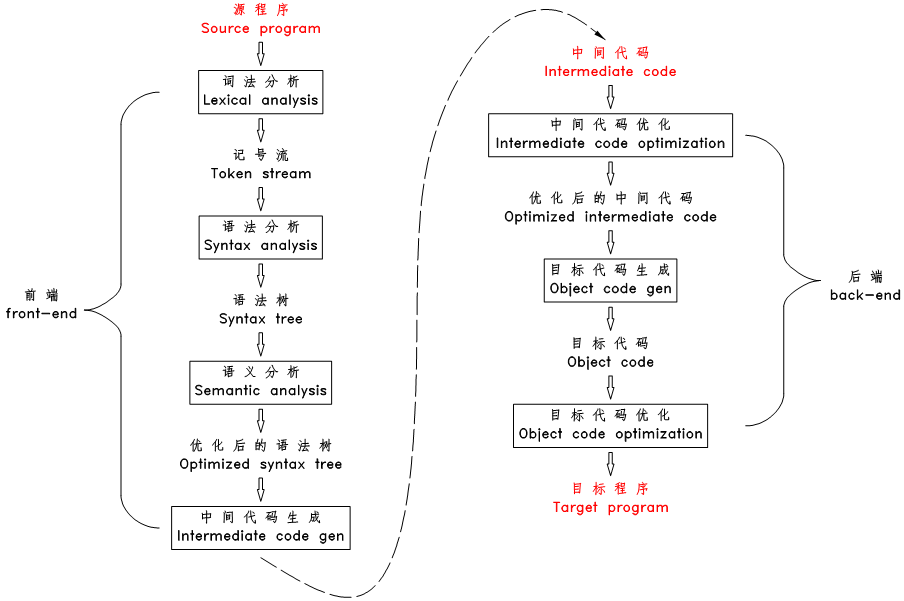 源程序
Source program
词法分析
Lexical analysis
记号流
Token stream
语法分析
Syntax analysis
语法树
Syntax tree
语义分析
Semantic analysis
优化后的语法树
Optimized syntax tree
中间代码生成
Intermediate code gen
前端
front-end
中间代码
Intermediate code
中间代码优化
Intermediate code optimization
优化后的中间代码
Optimized intermediate code
目标代码生成
Object code gen
目标代码
Object code
目标代码优化
Object code optimization
目标程序
Target program
后端
back-end